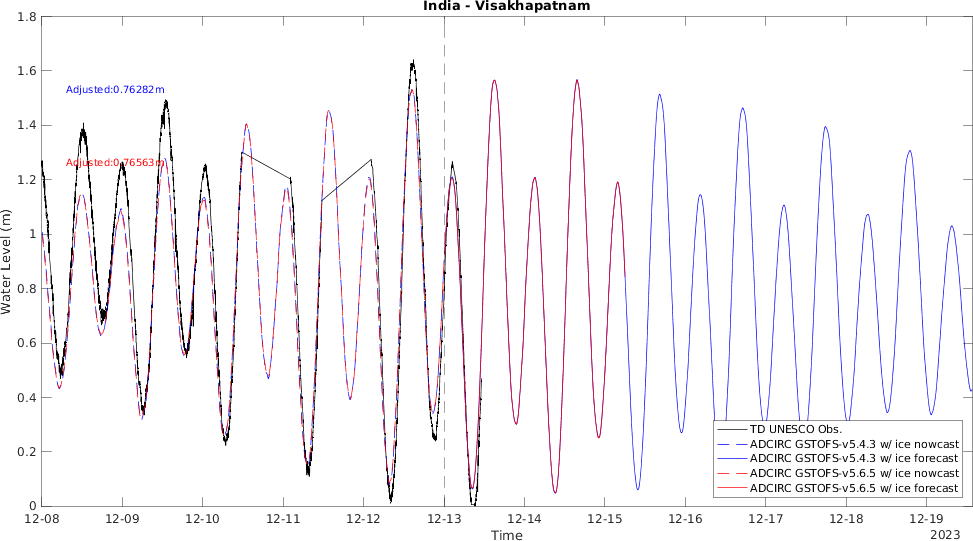 India - Visakhapatnam
1.8
1.6
1.4
1.2
1
0.8
0.6
0.4
0.2
0
Water Level (m)
Adjusted:0.76282m
Adjusted:0.76563m
TD UNESCO Obs.
ADCIRC GSTOFS-v5.4.3 w/ ice nowcast
ADCIRC GSTOFS-v5.4.3 w/ ice forecast
ADCIRC GSTOFS-v5.6.5 w/ ice nowcast
ADCIRC GSTOFS-v5.6.5 w/ ice forecast
12-08 12-09 12-10 12-11 12-12 12-13 12-14 12-15 12-16 12-17 12-18 12-19
2023
Time